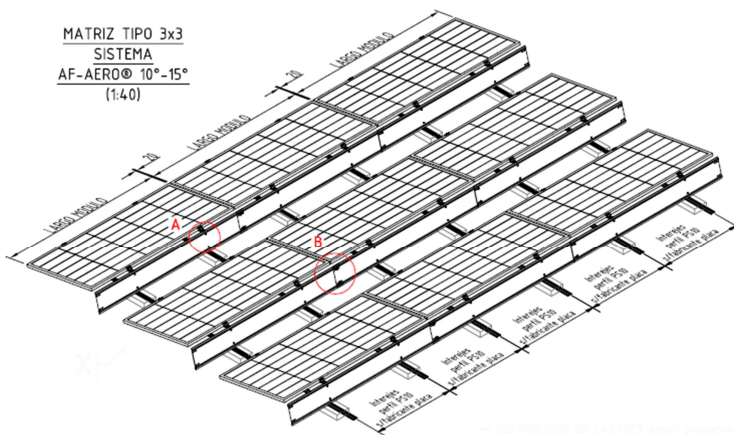 MATRIZ TIPO 3x3
SISTEMA
AF-AERO® 10°-15°
(1:40)
LARGO MODULO
20
LARGO MODULO
20
LARGO MODULO
A
B
Interejes
perfil PS10
s/fabricante placa
Interejes
perfil PS10
s/fabricante placa
Interejes
perfil PS10
s/fabricante placa
Interejes
perfil PS10
s/fabricante placa
Interejes
perfil PS10
s/fabricante placa
X